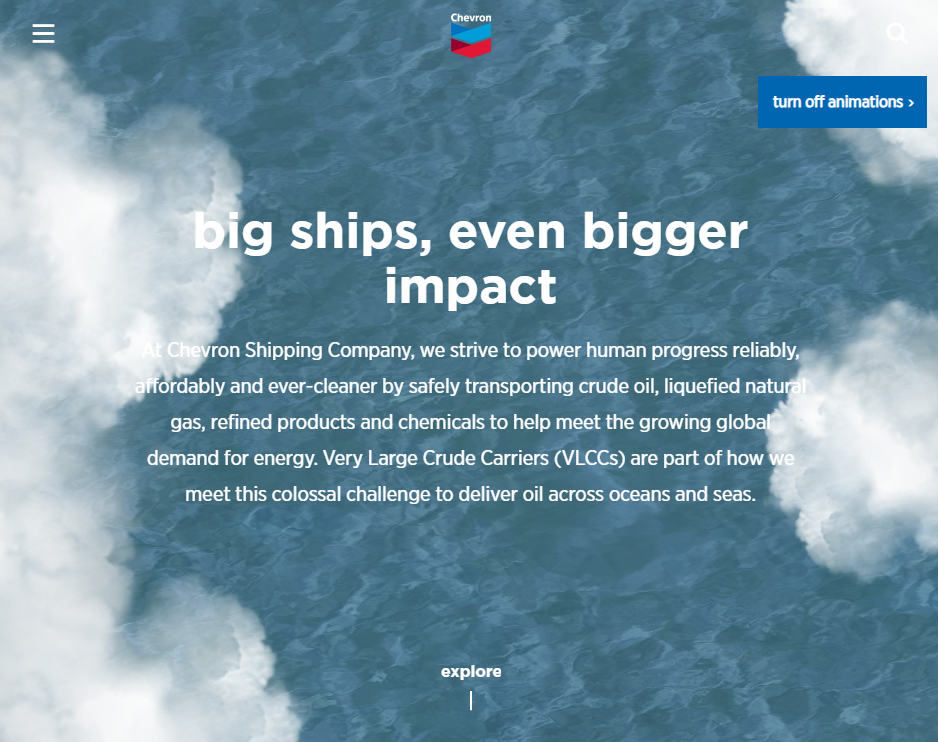 Chevron
turn off animations >
big ships, even bigger
impact
At Chevron Shipping Company, we strive to power human progress reliably,
affordably and ever-cleaner by safely transporting crude oil, liquefied natural
gas, refined products and chemicals to help meet the growing global
demand for energy. Very Large Crude Carriers (VLCCs) are part of how we
meet this colossal challenge to deliver oil across oceans and seas.
explore